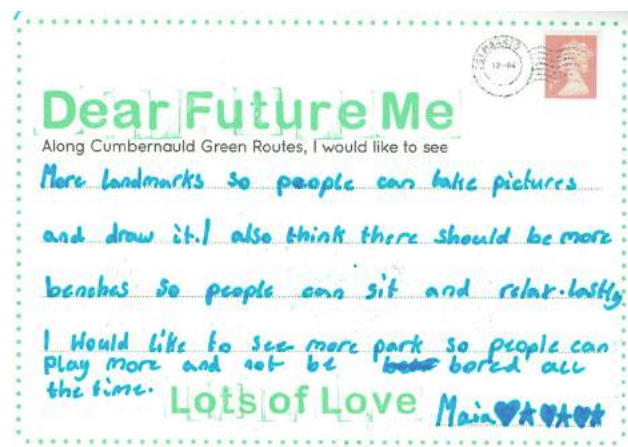 12-04
Dear Future Me
Along Cumbernauld Green Routes, I would like to see
More landmarks so people can take pictures
and draw it. I also think there should be more
benches so people can sit and relax. lastly
I would like to see more park so people can
play more and not be bored all
the time.
Lots of Love
Maia